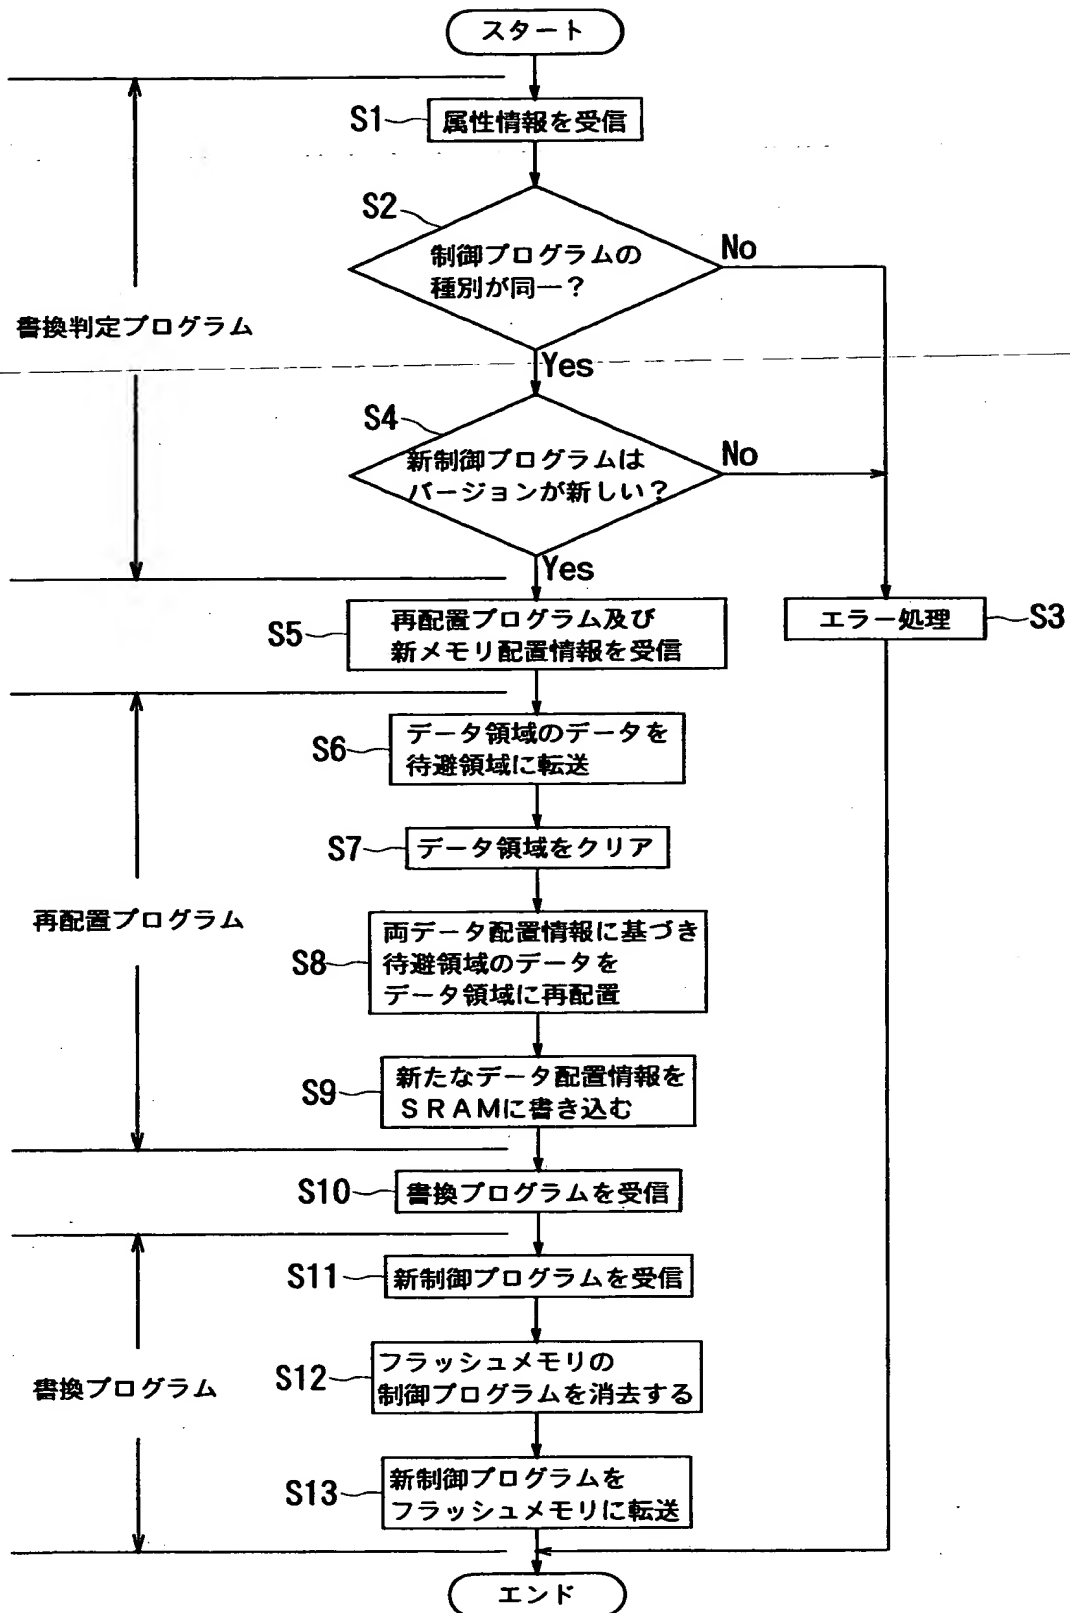 スタート
S1
属性情報を受信
S2
制御プログラムの
種別が同一?
No
Yes
書換判定プログラム
S4
新制御プログラムは
バージョンが新しい?
No
Yes
S5
再配置プログラム及び
新メモリ配置情報を受信
エラー処理
S3
S6
データ領域のデータを
待避領域に転送
S7
データ領域をクリア
再配置プログラム
S8
両データ配置情報に基づき
待避領域のデータを
データ領域に再配置
S9
新たなデータ配置情報を
SRAMに書き込む
S10
書換プログラムを受信
S11
新制御プログラムを受信
書換プログラム
S12
フラッシュメモリの
制御プログラムを消去する
S13
新制御プログラムを
フラッシュメモリに転送
エンド